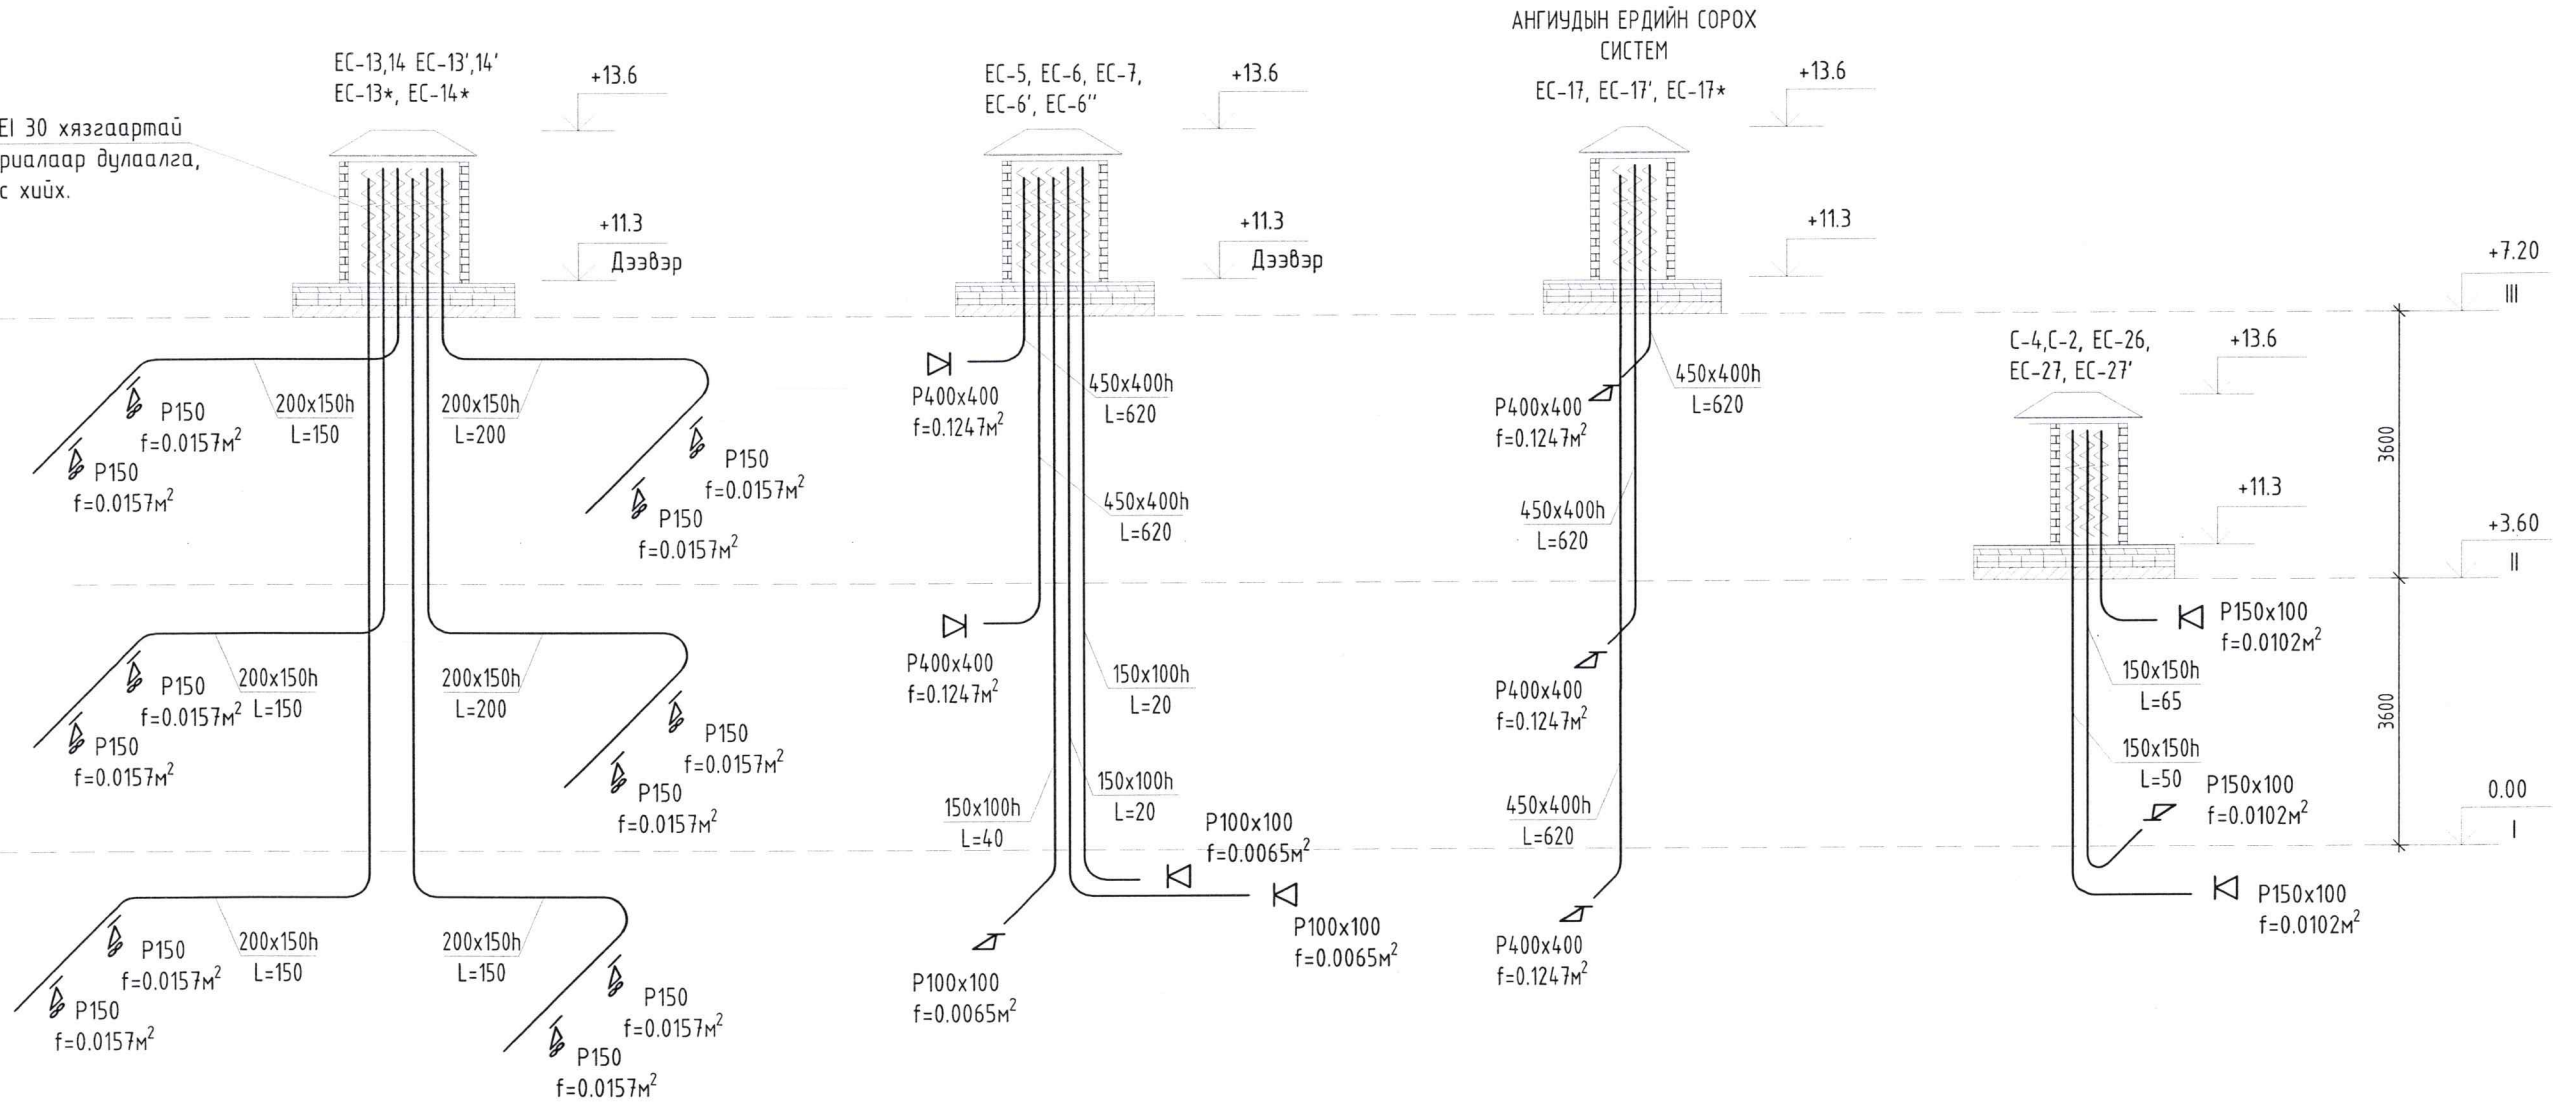 EI 30 хязгаартай
риалаар дулаалга,
с хийх.
ЕС-13,14 ЕС-13',14'
ЕС-13*, ЕС-14*
+13.6
+11.3
Дээвэр
200x150h
L=150
200x150h
L=200
P150
f=0.0157м²
P150
f=0.0157м²
P150
f=0.0157м²
P150
f=0.0157м²
200x150h
L=150
200x150h
L=200
P150
f=0.0157м²
P150
f=0.0157м²
P150
f=0.0157м²
P150
f=0.0157м²
200x150h
L=150
200x150h
L=150
P150
f=0.0157м²
P150
f=0.0157м²
P150
f=0.0157м²
P150
f=0.0157м²
ЕС-5, ЕС-6, ЕС-7,
ЕС-6', ЕС-6''
+13.6
+11.3
Дээвэр
P400x400
f=0.1247м²
450x400h
L=620
450x400h
L=620
P400x400
f=0.1247м²
150x100h
L=20
150x100h
L=20
150x100h
L=40
P100x100
f=0.0065м²
P100x100
f=0.0065м²
P100x100
f=0.0065м²
АНГИУДЫН ЕРДИЙН СОРОХ
СИСТЕМ
ЕС-17, ЕС-17', ЕС-17*
+13.6
+11.3
450x400h
L=620
P400x400
f=0.1247м²
450x400h
L=620
P400x400
f=0.1247м²
450x400h
L=620
P400x400
f=0.1247м²
С-4,С-2, ЕС-26,
ЕС-27, ЕС-27'
+13.6
+11.3
P150x100
f=0.0102м²
150x150h
L=65
150x150h
L=50
P150x100
f=0.0102м²
P150x100
f=0.0102м²
+7.20
III
3600
+3.60
II
3600
0.00
I